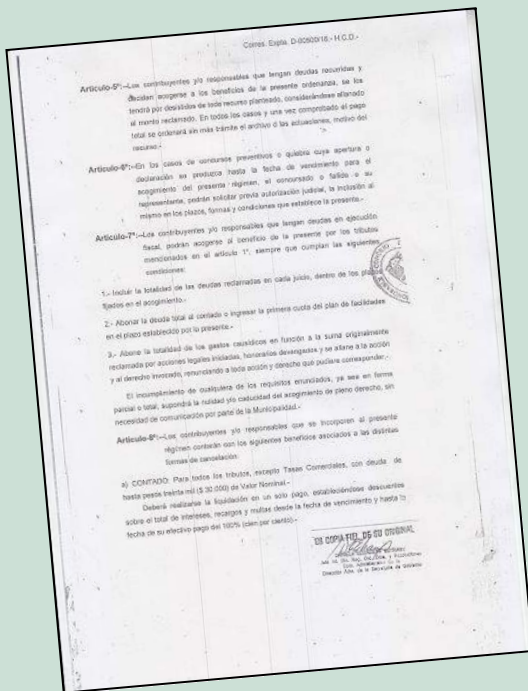 Corres. Expte. D-00500/18.- H.C.D.-
Artículo-5º:--Los contribuyentes y/o responsables que tengan deudas recurridas y
decidan acogerse a los beneficios de la presente ordenanza, se los
tendrá por desistidos de todo recurso planteado, considerándose allanado
al monto reclamado. En todos los casos y una vez comprobado el pago
total se ordenará sin más trámite el archivo de las actuaciones, motivo del
recurso.-
Artículo-6º:--En los casos de concursos preventivos o quiebra cuya apertura o
declaración se produzca hasta la fecha de vencimiento para el
acogimiento del presente régimen, el concursado o fallido o su
representante, podrán solicitar previa autorización judicial, la inclusión al
mismo en los plazos, formas y condiciones que establece la presente.-
Artículo-7º:--Los contribuyentes y/o responsables que tengan deudas en ejecución
fiscal, podrán acogerse al beneficio de la presente por los tributos
mencionados en el artículo 1º, siempre que cumplan las siguientes
condiciones:
1.- Incluir la totalidad de las deudas reclamadas en cada juicio, dentro de los plazos
fijados en el acogimiento.-
2.- Abonar la deuda total al contado o ingresar la primera cuota del plan de facilidades
en el plazo establecido por la presente.-
3.- Abone la totalidad de los gastos causídicos en función a la suma originalmente
reclamada por acciones legales iniciadas, honorarios devengados y se allane a la acción
y al derecho invocado, renunciando a toda acción y derecho que pudiere corresponder.-
El incumplimiento de cualquiera de los requisitos enunciados, ya sea en forma
parcial o total, supondrá la nulidad y/o caducidad del acogimiento de pleno derecho, sin
necesidad de comunicación por parte de la Municipalidad.-
Artículo-8º:--Los contribuyentes y/o responsables que se incorporen al presente
régimen contarán con los siguientes beneficios asociados a las distintas
formas de cancelación:
a) CONTADO: Para todos los tributos, excepto Tasas Comerciales, con deuda de
hasta pesos treinta mil ($ 30.000) de Valor Nominal.-
Deberá realizarse la liquidación en un solo pago, estableciéndose descuentos
sobre el total de intereses, recargos y multas desde la fecha de vencimiento y hasta la
fecha de su efectivo pago del 100% (cien por ciento).-
ES COPIA FIEL DE SU ORIGINAL